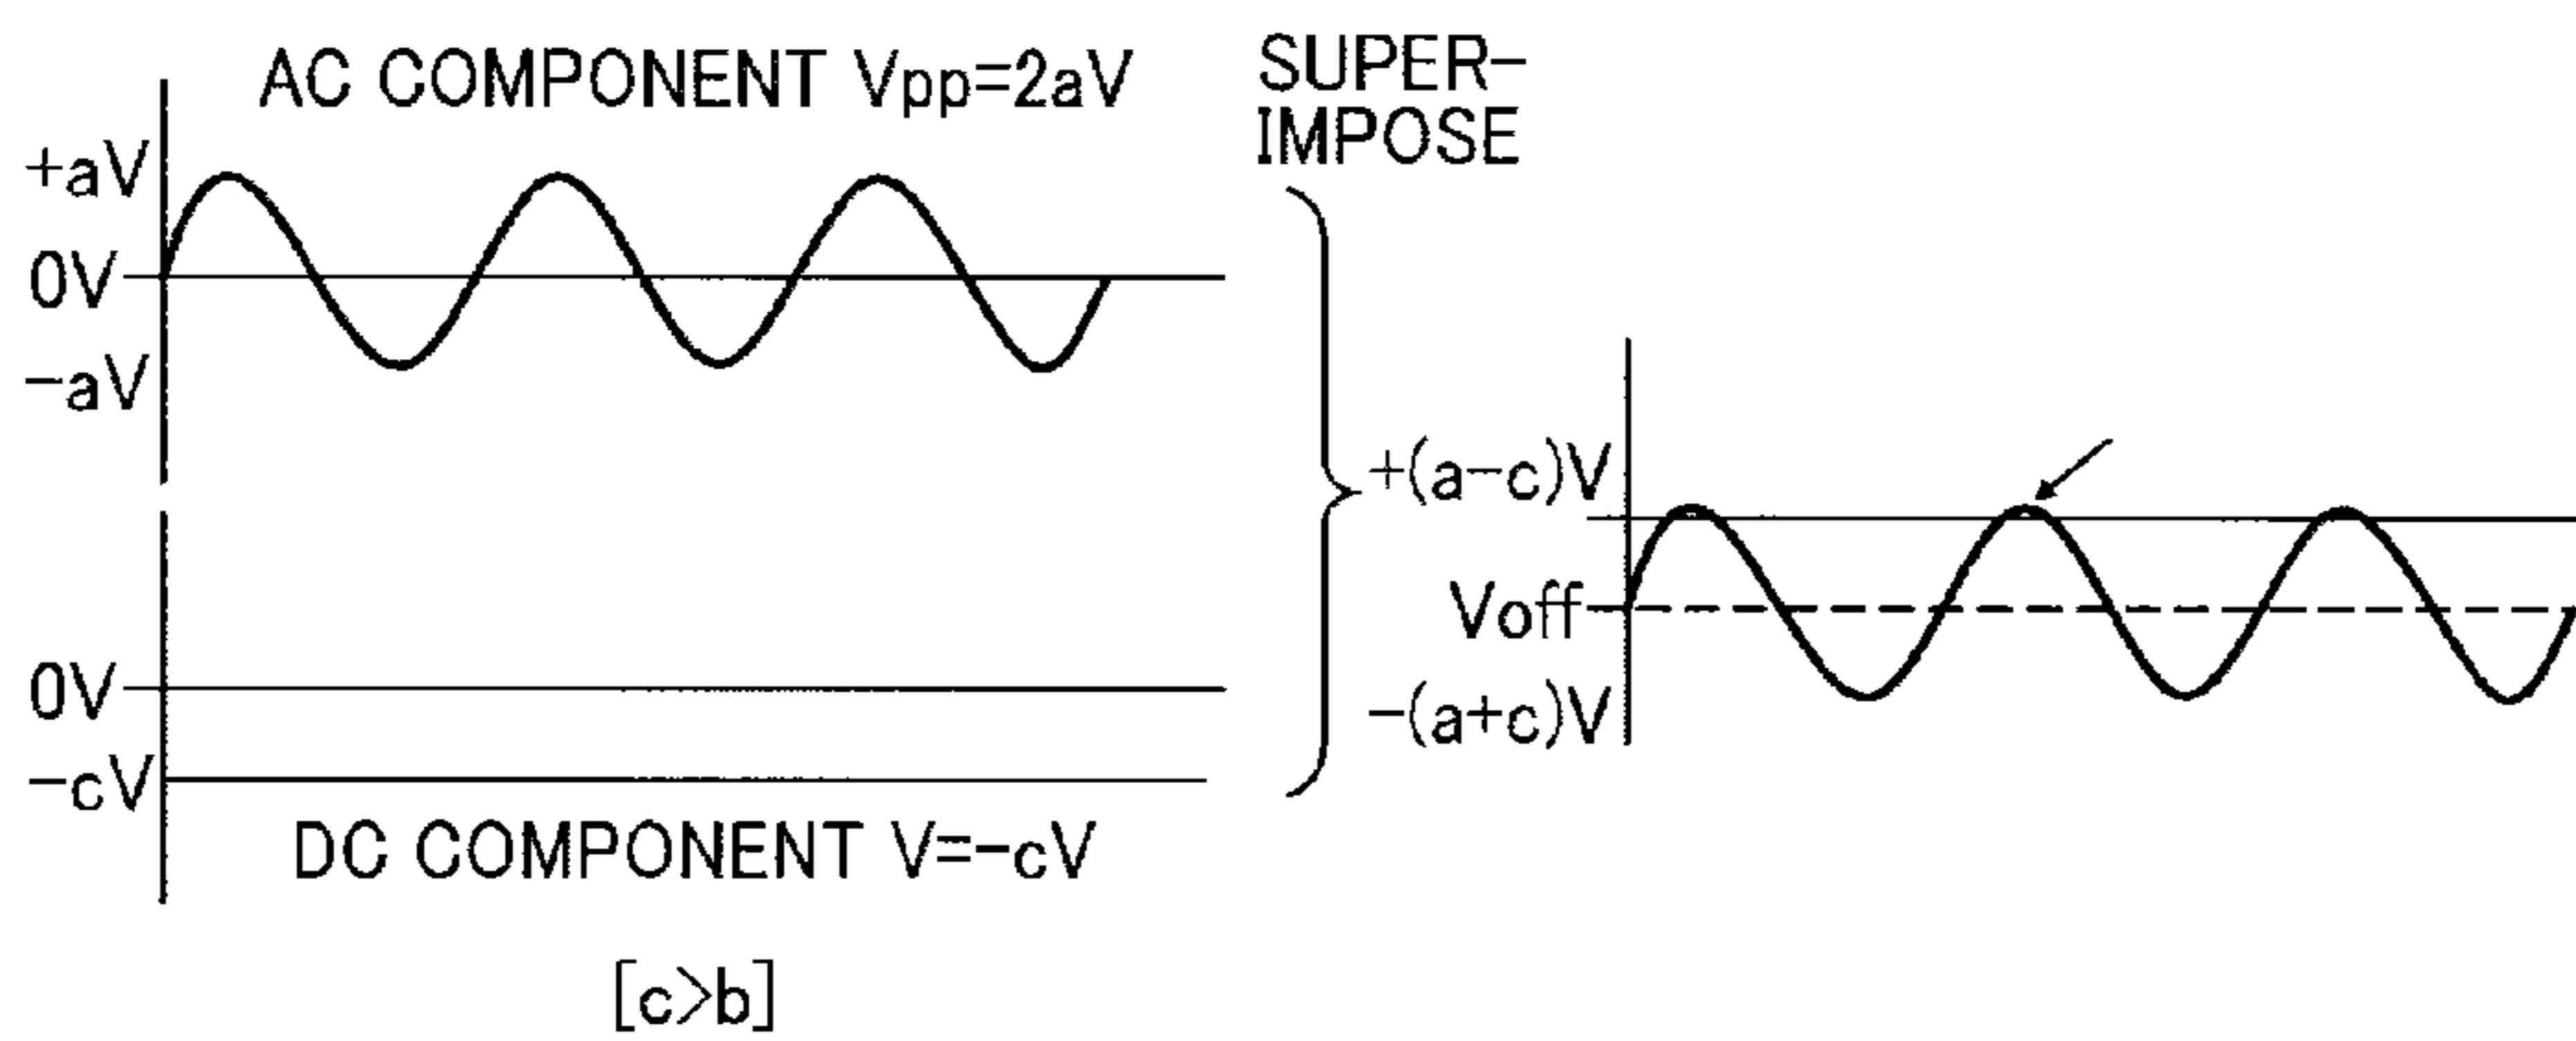 AC COMPONENT Vpp=2aV
+aV
0V
−aV
0V
−cV
DC COMPONENT V=−cV
[c>b]
SUPER-
IMPOSE
+(a−c)V
Voff
−(a+c)V